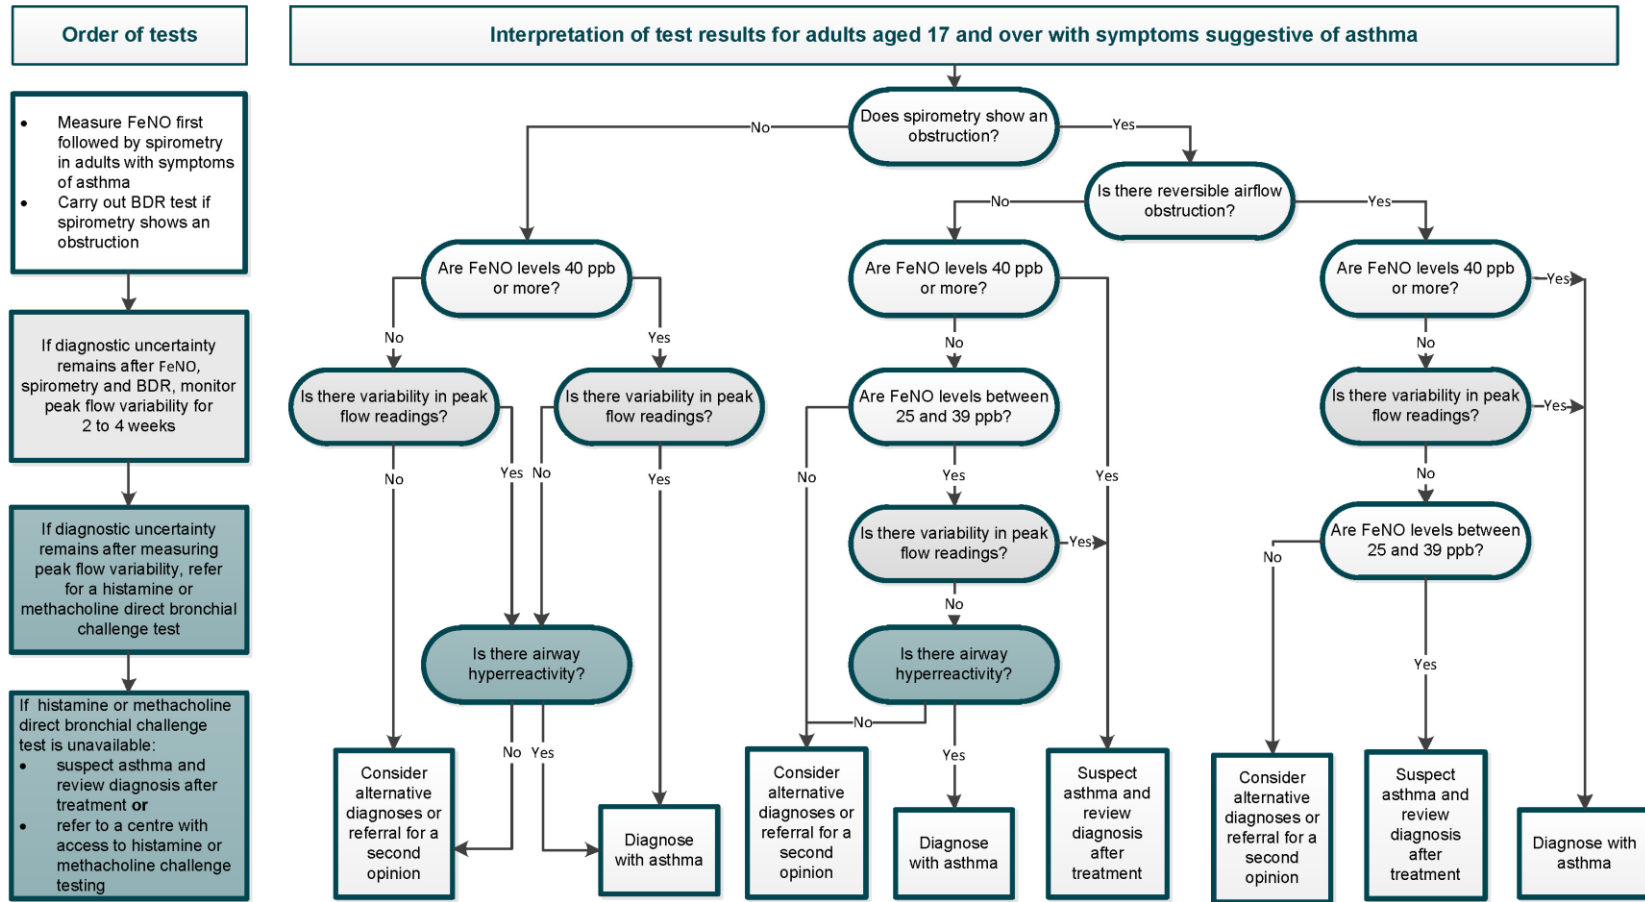 Order of tests
Interpretation of test results for adults aged 17 and over with symptoms suggestive of asthma
• Measure FeNO first
followed by spirometry
in adults with symptoms
of asthma
• Carry out BDR test if
spirometry shows an
obstruction
If diagnostic uncertainty
remains after FeNO,
spirometry and BDR, monitor
peak flow variability for
2 to 4 weeks
If diagnostic uncertainty
remains after measuring
peak flow variability, refer
for a histamine or
methacholine direct bronchial
challenge test
If histamine or methacholine
direct bronchial challenge
test is unavailable:
• suspect asthma and
review diagnosis after
treatment or
• refer to a centre with
access to histamine or
methacholine challenge
testing
Does spirometry show an
obstruction?
No
Yes
Is there reversible airflow
obstruction?
No
Yes
Are FeNO levels 40 ppb
or more?
No
Yes
Is there variability in peak
flow readings?
Is there variability in peak
flow readings?
No
Yes
No
Yes
Is there airway
hyperreactivity?
No
Yes
Consider
alternative
diagnoses or
referral for a
second
opinion
Diagnose
with asthma
Are FeNO levels 40 ppb
or more?
No
Yes
Are FeNO levels between
25 and 39 ppb?
No
Yes
Is there variability in peak
flow readings?
Yes
No
Is there airway
hyperreactivity?
No
Yes
Consider
alternative
diagnoses or
referral for a
second
opinion
Diagnose
with asthma
Suspect
asthma and
review
diagnosis
after
treatment
Are FeNO levels 40 ppb
or more?
Yes
No
Is there variability in peak
flow readings?
Yes
No
Are FeNO levels between
25 and 39 ppb?
No
Yes
Consider
alternative
diagnoses or
referral for a
second
opinion
Suspect
asthma and
review
diagnosis
after
treatment
Diagnose with
asthma